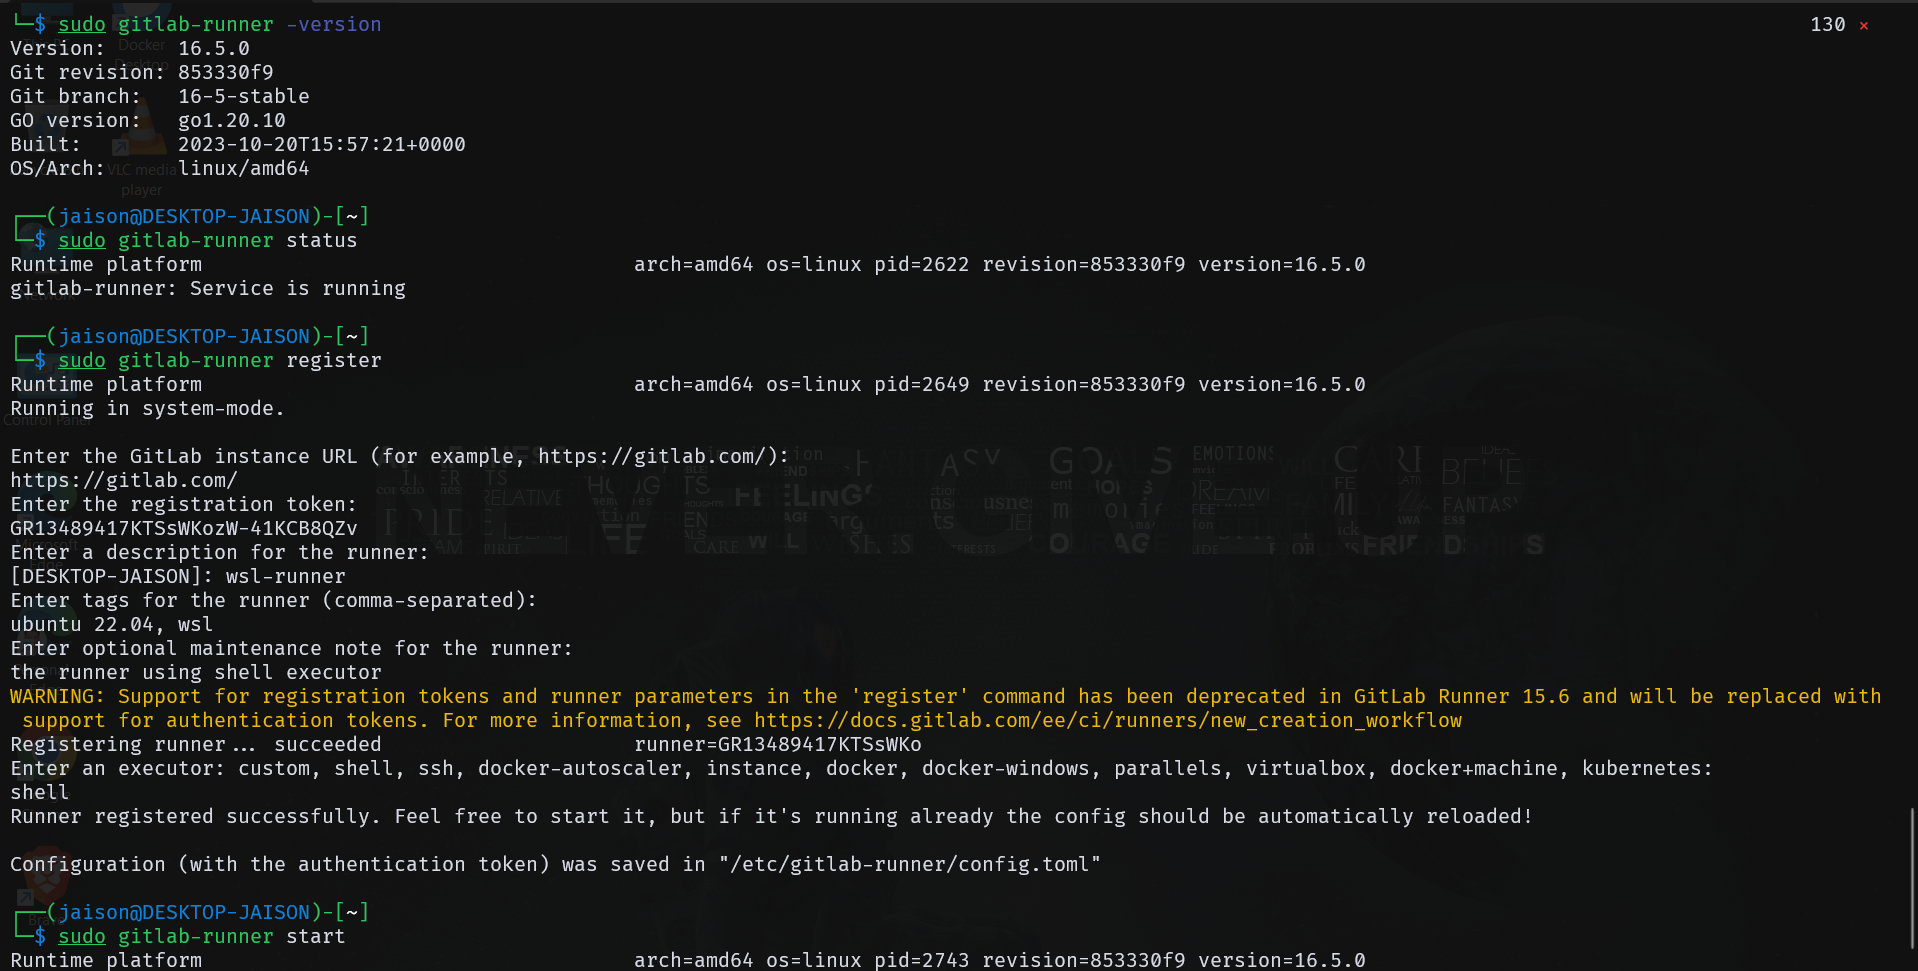 └─$ sudo gitlab-runner -version 130 ×
Version: 16.5.0
Git revision: 853330f9
Git branch: 16-5-stable
GO version: go1.20.10
Built: 2023-10-20T15:57:21+0000
OS/Arch: linux/amd64
Docker
Desktop
VLC media
player
┌──(jaison@DESKTOP-JAISON)-[~]
└─$ sudo gitlab-runner status
Runtime platform arch=amd64 os=linux pid=2622 revision=853330f9 version=16.5.0
gitlab-runner: Service is running
┌──(jaison@DESKTOP-JAISON)-[~]
└─$ sudo gitlab-runner register
Runtime platform arch=amd64 os=linux pid=2649 revision=853330f9 version=16.5.0
Running in system-mode.
Control Panel
Enter the GitLab instance URL (for example, https://gitlab.com/):
https://gitlab.com/
Enter the registration token:
GR13489417KTSsWKozW-41KCB8QZv
Enter a description for the runner:
[DESKTOP-JAISON]: wsl-runner
Enter tags for the runner (comma-separated):
ubuntu 22.04, wsl
Enter optional maintenance note for the runner:
the runner using shell executor
WARNING: Support for registration tokens and runner parameters in the 'register' command has been deprecated in GitLab Runner 15.6 and will be replaced with
support for authentication tokens. For more information, see https://docs.gitlab.com/ee/ci/runners/new_creation_workflow
Registering runner... succeeded runner=GR13489417KTSsWKo
Enter an executor: custom, shell, ssh, docker-autoscaler, instance, docker, docker-windows, parallels, virtualbox, docker+machine, kubernetes:
shell
Runner registered successfully. Feel free to start it, but if it's running already the config should be automatically reloaded!
Configuration (with the authentication token) was saved in "/etc/gitlab-runner/config.toml"
┌──(jaison@DESKTOP-JAISON)-[~]
└─$ sudo gitlab-runner start
Runtime platform arch=amd64 os=linux pid=2743 revision=853330f9 version=16.5.0